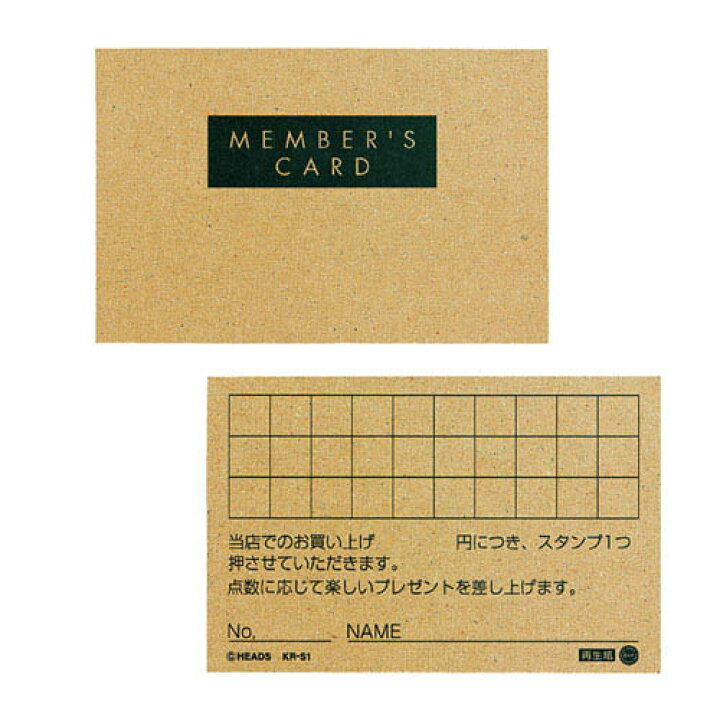 MEMBER'S
CARD
当店でのお買い上げ　　　　円につき、スタンプ1つ
押させていただきます。
点数に応じて楽しいプレゼントを差し上げます。
No,　　　　NAME
©HEADS KR-S1　　　　再生紙